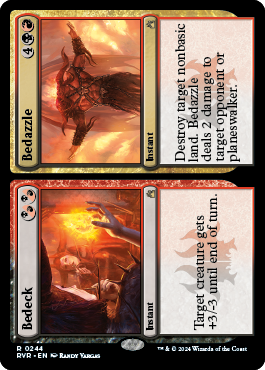 Bedeck
Instant
Target creature gets
+3/-3 until end of turn.
Bedazzle
4
Instant
Destroy target nonbasic
land. Bedazzle
deals 2 damage to
target opponent or
planeswalker.
R 0244
RVR • EN RANDY VARGAS
™ & © 2024 Wizards of the Coast